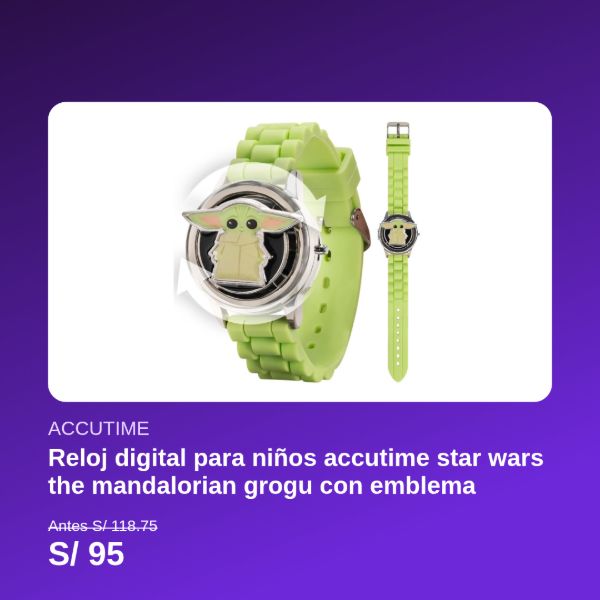 ACCUTIME
Reloj digital para niños accutime star wars
the mandalorian grogu con emblema
Antes S/ 118.75
S/ 95